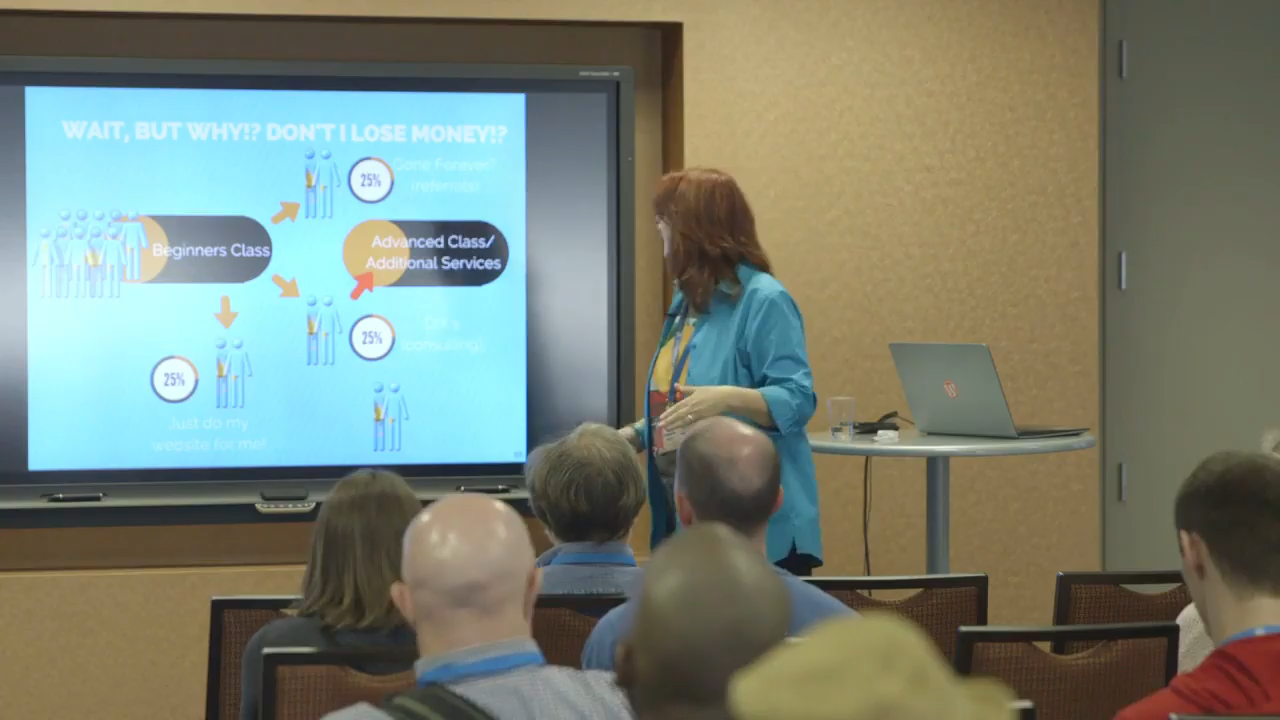 WAIT, BUT WHY!? DON'T I LOSE MONEY!?
25%
Gone Forever?
(referrals)
Beginners Class
Advanced Class/
Additional Services
25%
(consulting)
25%
Just do my
website for me!